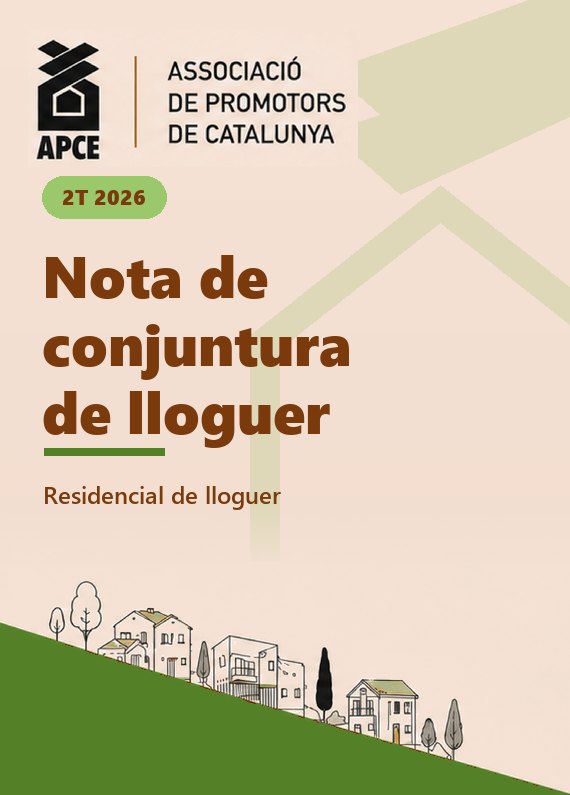 APCE
ASSOCIACIÓ
DE PROMOTORS
DE CATALUNYA
2T 2026
Nota de
conjuntura
de lloguer
Residencial de lloguer